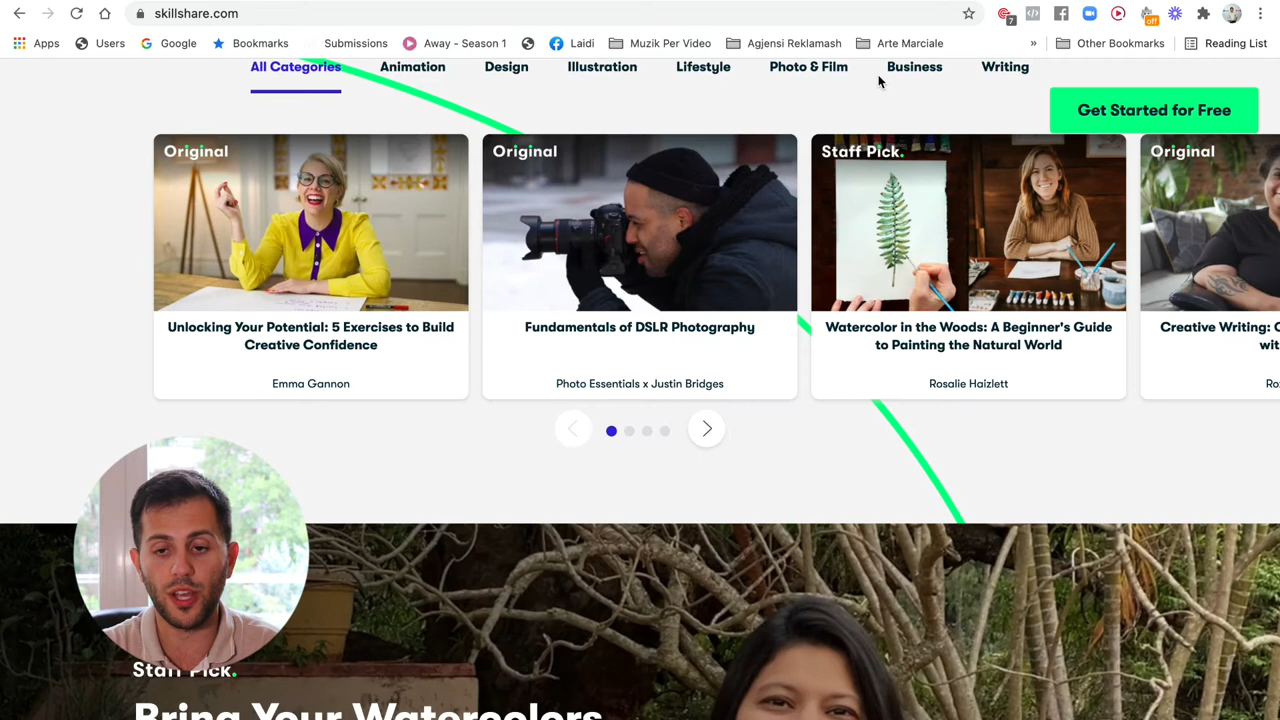 skillshare.com
7
off
Apps Users Google Bookmarks Submissions Away - Season 1 Laidi Muzik Per Video Agjensi Reklamash Arte Marciale » Other Bookmarks Reading List
All Categories Animation Design Illustration Lifestyle Photo & Film Business Writing
Get Started for Free
Original
Unlocking Your Potential: 5 Exercises to Build
Creative Confidence
Emma Gannon
Original
Fundamentals of DSLR Photography
Photo Essentials x Justin Bridges
Staff Pick.
Watercolor in the Woods: A Beginner's Guide
to Painting the Natural World
Rosalie Haizlett
Original
Creative Writing:
Staff Pick.
Bring Your Watercolors